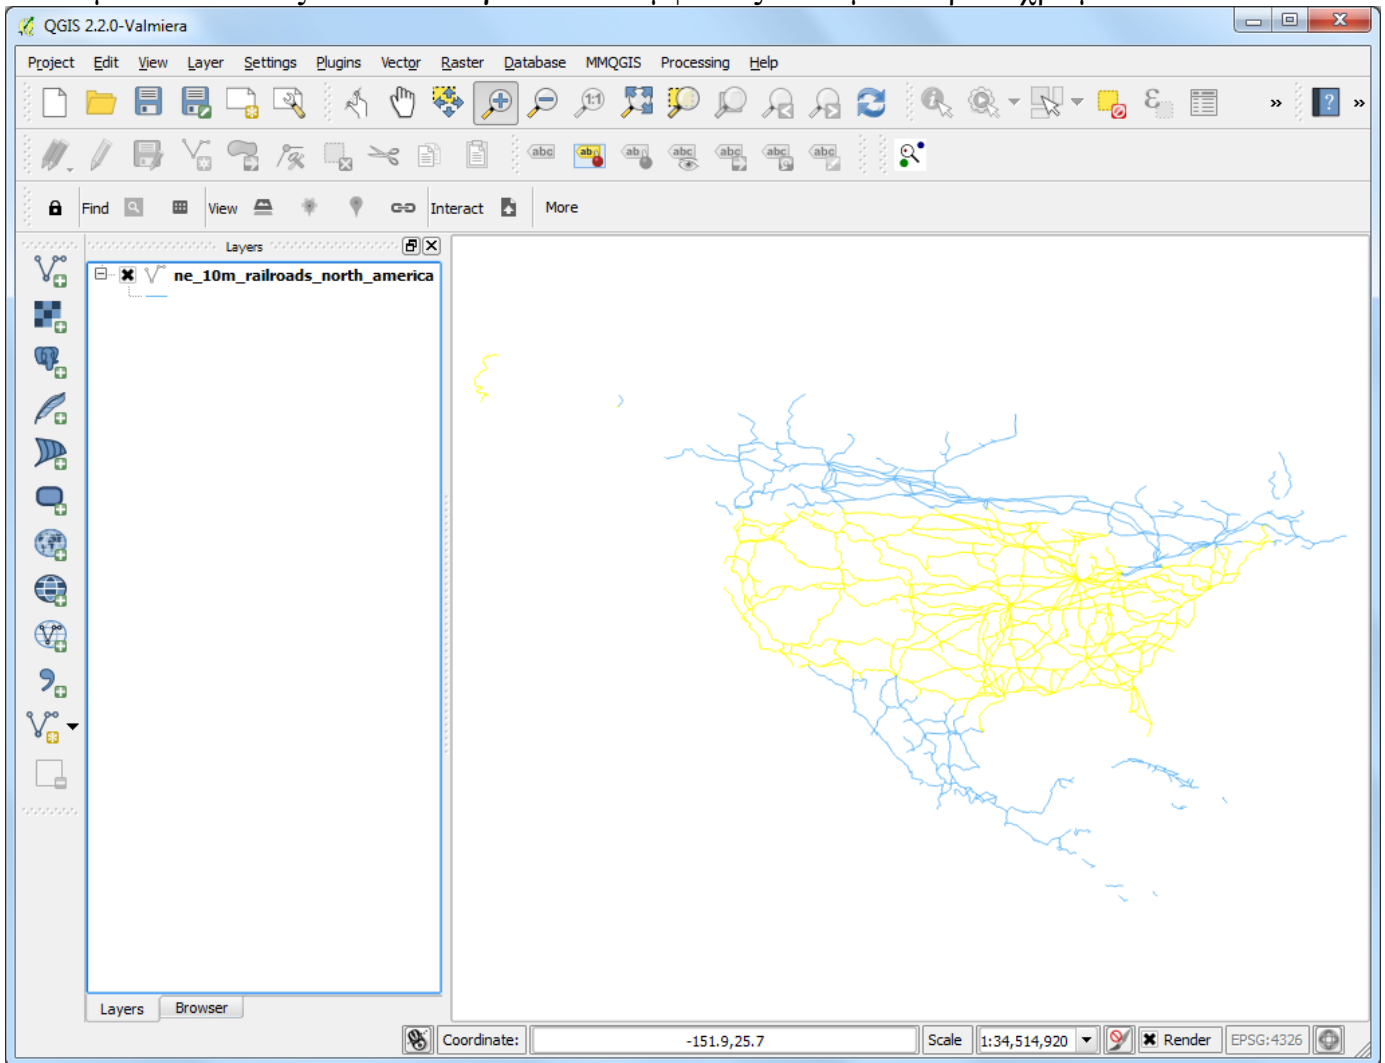 QGIS 2.2.0-Valmiera
Project Edit View Layer Settings Plugins Vector Raster Database MMQGIS Processing Help
Find View Interact More
Layers
ne_10m_railroads_north_america
Layers Browser
Coordinate: -151.9,25.7 Scale 1:34,514,920 Render EPSG:4326